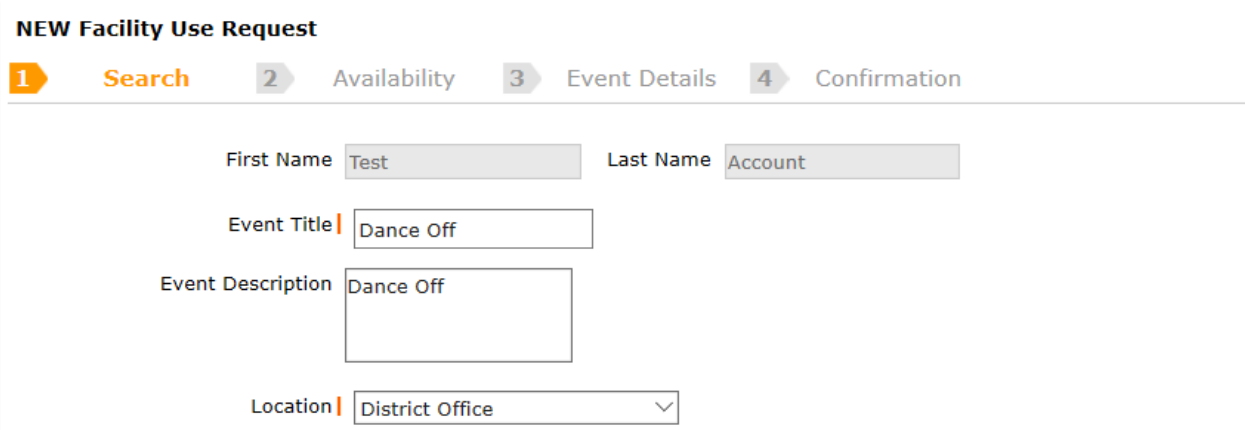 NEW Facility Use Request
1 Search 2 Availability 3 Event Details 4 Confirmation
First Name Test Last Name Account
Event Title Dance Off
Event Description Dance Off
Location District Office